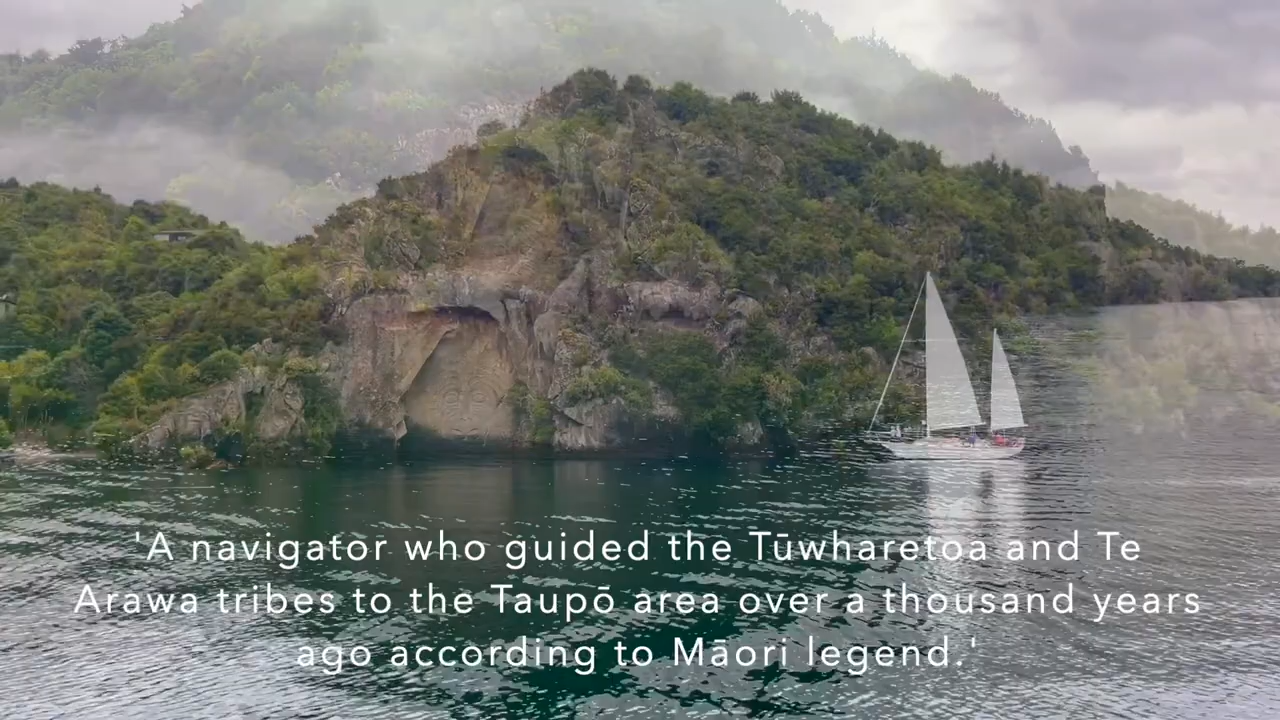 'A navigator who guided the Tūwharetoa and Te
Arawa tribes to the Taupō area over a thousand years
ago according to Māori legend.'